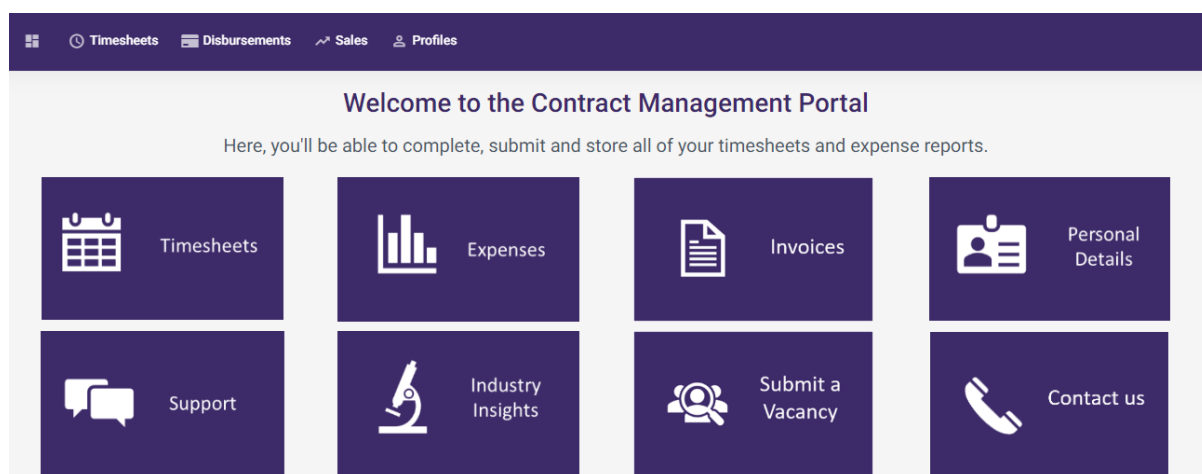 Timesheets Disbursements Sales Profiles
Welcome to the Contract Management Portal
Here, you'll be able to complete, submit and store all of your timesheets and expense reports.
Timesheets
Expenses
Invoices
Personal
Details
Support
Industry
Insights
Submit a
Vacancy
Contact us